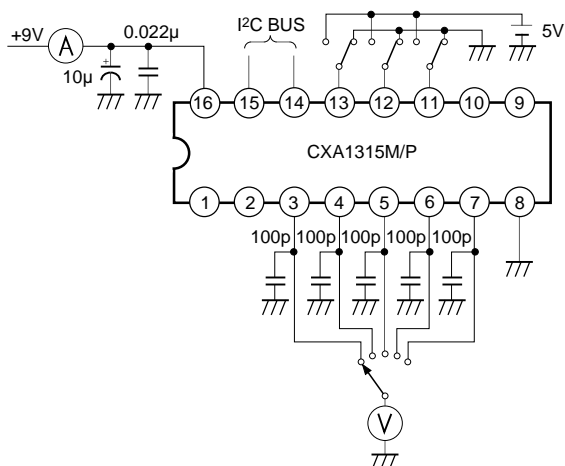 I²C BUS
+9V
A
0.022μ
5V
+
10μ
16 15 14 13 12 11 10 9
CXA1315M/P
1 2 3 4 5 6 7 8
100p 100p 100p 100p 100p
V